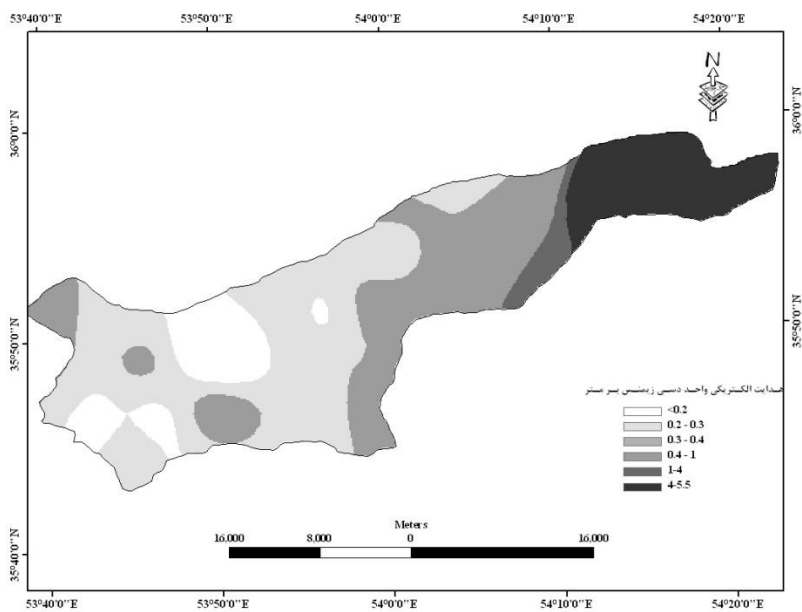 53°40'0"E 53°50'0"E 54°0'0"E 54°10'0"E 54°20'0"E
N
36°0'0"N 36°0'0"N
35°50'0"N 35°50'0"N
هدایت الکتریکی واحد دسی زیمنس بر متر
<0.2
0.2 - 0.3
0.3 - 0.4
0.4 - 1
1-4
4-5.5
Meters
16,000 8,000 0 16,000
35°40'0"N 35°40'0"N
53°40'0"E 53°50'0"E 54°0'0"E 54°10'0"E 54°20'0"E